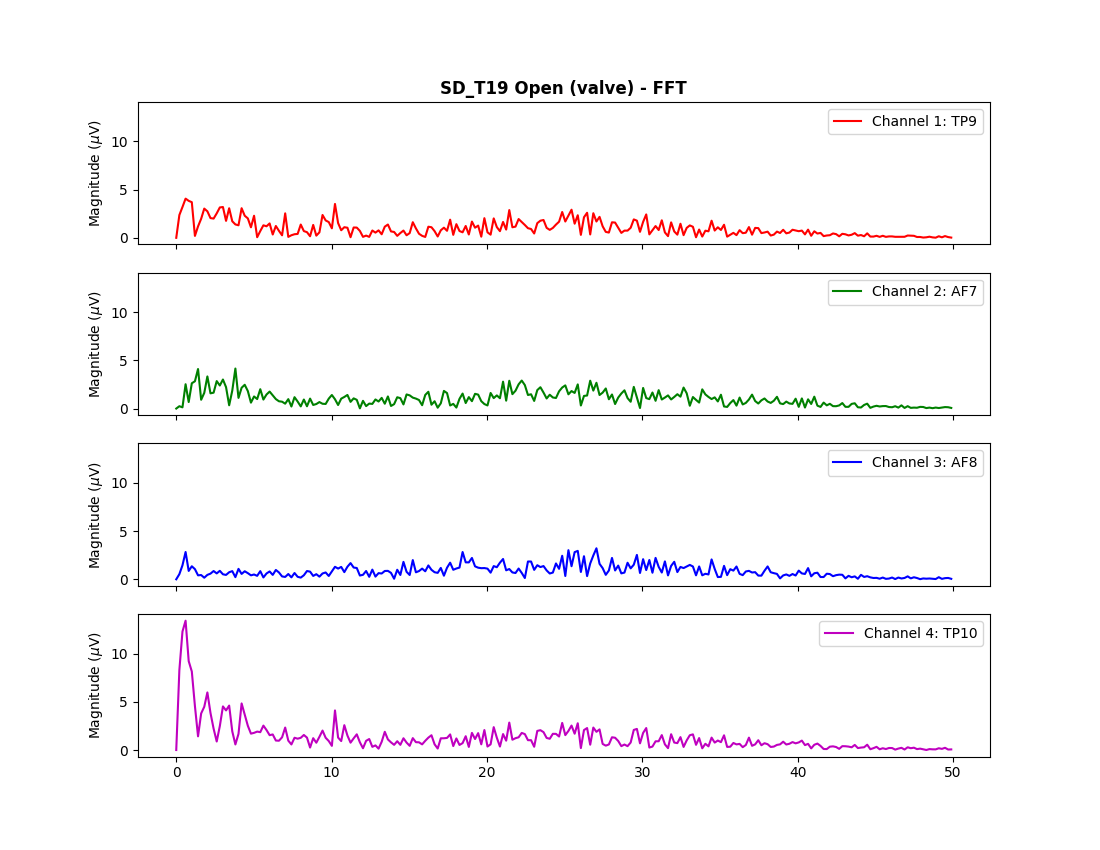 SD_T19 Open (valve) - FFT
Magnitude (μV)
10
5
0
Channel 1: TP9
Magnitude (μV)
10
5
0
Channel 2: AF7
Magnitude (μV)
10
5
0
Channel 3: AF8
Magnitude (μV)
10
5
0
Channel 4: TP10
0 10 20 30 40 50